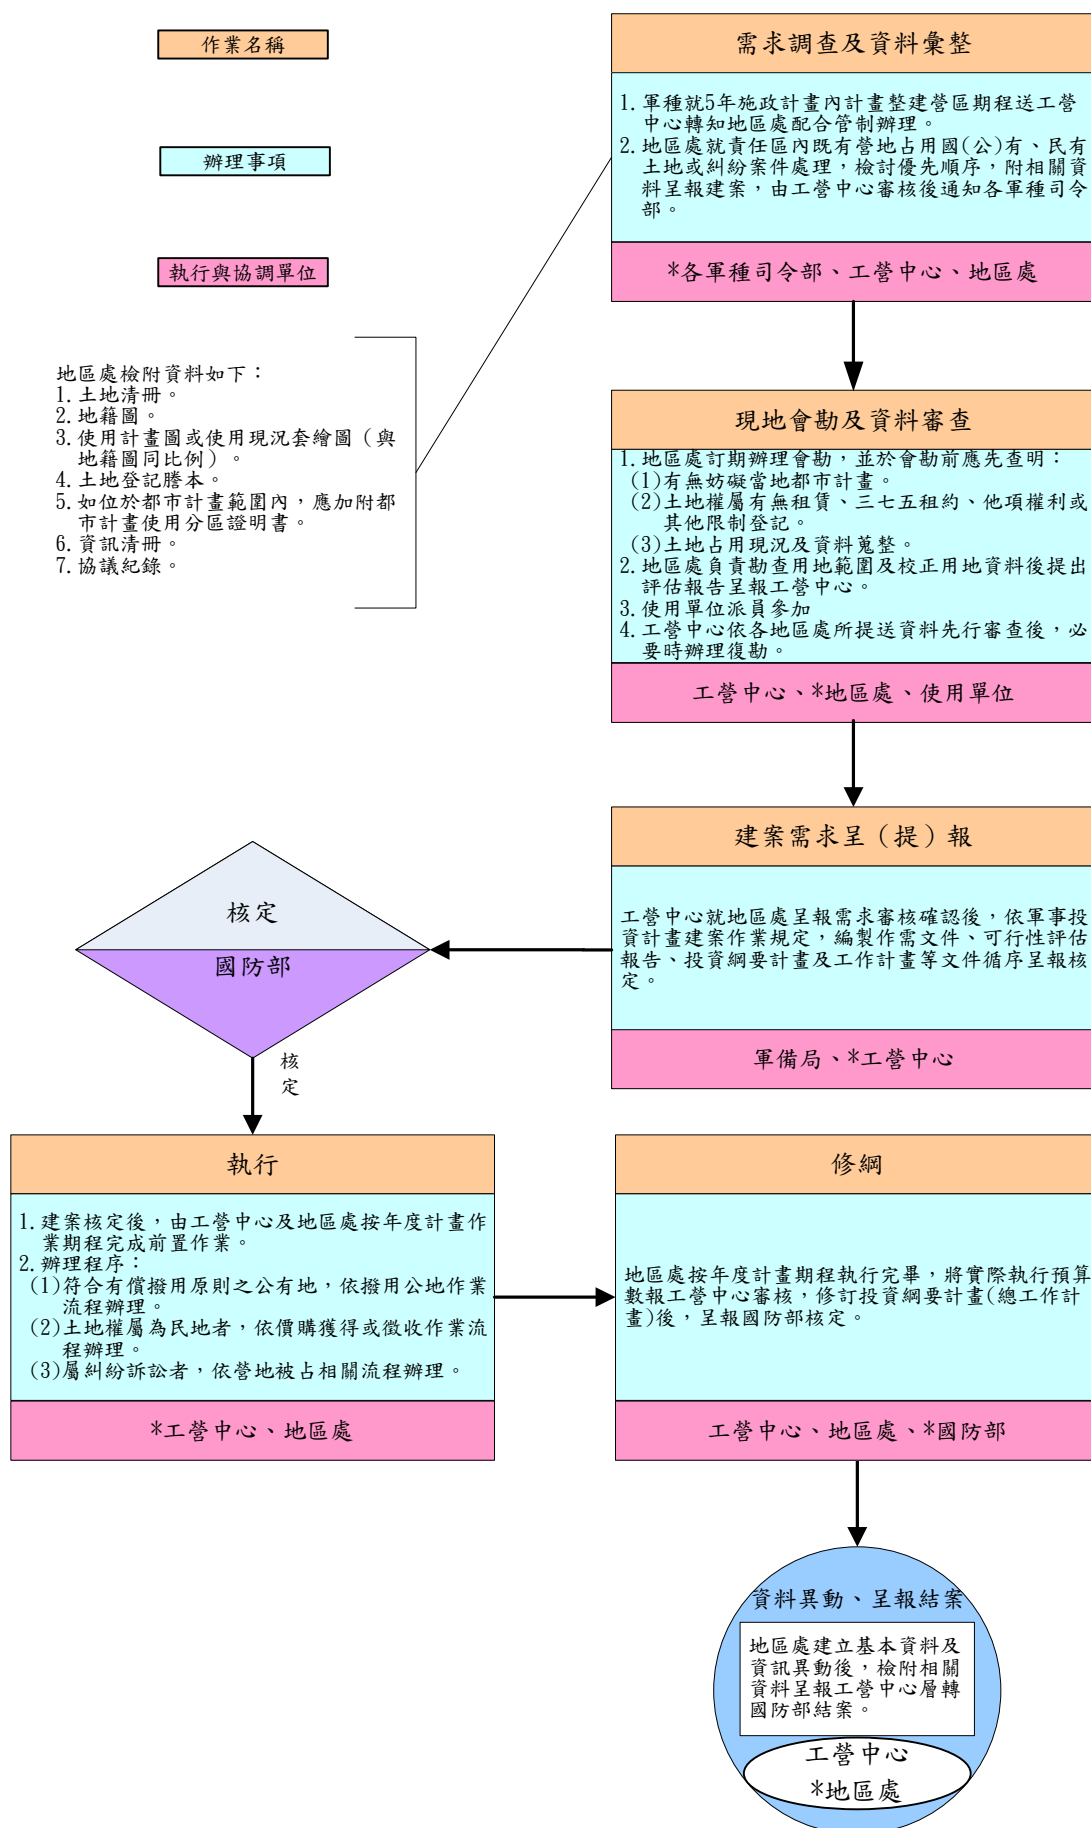 作業名稱
辦理事項
執行與協調單位
需求調查及資料彙整
1.軍種就5年施政計畫內計畫整建營區期程送工營
中心轉知地區處配合管制辦理。
2.地區處就責任區內既有營地占用國(公)有、民有
土地或糾紛案件處理，檢討優先順序，附相關資
料呈報建案，由工營中心審核後通知各軍種司令
部。
*各軍種司令部、工營中心、地區處
地區處檢附資料如下：
1.土地清冊。
2.地籍圖。
3.使用計畫圖或使用現況套繪圖（與
地籍圖同比例）。
4.土地登記謄本。
5.如位於都市計畫範圍內，應加附都
市計畫使用分區證明書。
6.資訊清冊。
7.協議紀錄。
現地會勘及資料審查
1.地區處訂期辦理會勘，並於會勘前應先查明：
(1)有無妨礙當地都市計畫。
(2)土地權屬有無租賃、三七五租約、他項權利或
其他限制登記。
(3)土地占用現況及資料蒐整。
2.地區處負責勘查用地範圍及校正用地資料後提出
評估報告呈報工營中心。
3.使用單位派員參加
4.工營中心依各地區處所提送資料先行審查後，必
要時辦理復勘。
工營中心、*地區處、使用單位
建案需求呈（提）報
工營中心就地區處呈報需求審核確認後，依軍事投
資計畫建案作業規定，編製作需文件、可行性評估
報告、投資綱要計畫及工作計畫等文件循序呈報核
定。
軍備局、*工營中心
核定
國防部
核
定
執行
1.建案核定後，由工營中心及地區處按年度計畫作
業期程完成前置作業。
2.辦理程序：
(1)符合有償撥用原則之公有地，依撥用公地作業
流程辦理。
(2)土地權屬為民地者，依價購獲得或徵收作業流
程辦理。
(3)屬糾紛訴訟者，依營地被占相關流程辦理。
*工營中心、地區處
修綱
地區處按年度計畫期程執行完畢，將實際執行預算
數報工營中心審核，修訂投資綱要計畫(總工作計
畫)後，呈報國防部核定。
工營中心、地區處、*國防部
資料異動、呈報結案
地區處建立基本資料及
資訊異動後，檢附相關
資料呈報工營中心層轉
國防部結案。
工營中心
*地區處